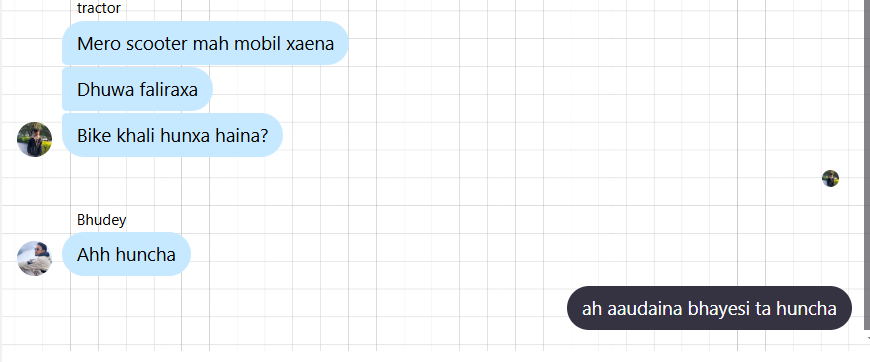 tractor
Mero scooter mah mobil xaena
Dhuwa faliraxa
Bike khali hunxa haina?
Bhudey
Ahh huncha
ah aaudaina bhayesi ta huncha